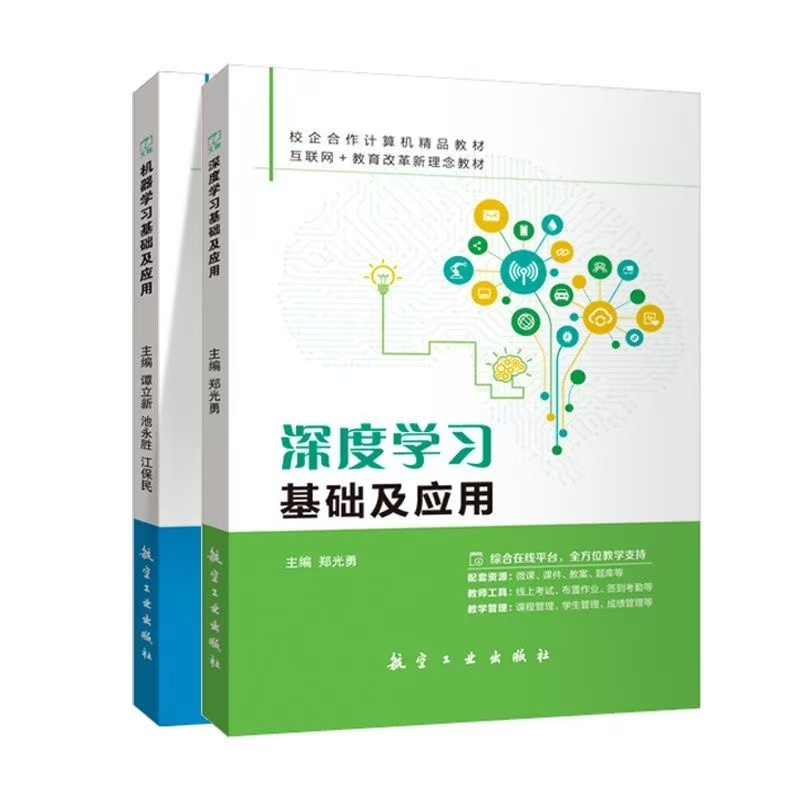 机器学习基础及应用
主编 谭立新 池永胜 江保民
航空工业出版社
深度学习基础及应用
主编 郑光勇
航空工业出版社
校企合作计算机精品教材
互联网+教育改革新理念教材
深度学习
基础及应用
主编 郑光勇
综合在线平台，全方位教学支持
配套资源：微课、课件、教案、题库等
教师工具：线上考试、布置作业、签到考勤等
教学管理：课程管理、学生管理、成绩管理等
航空工业出版社